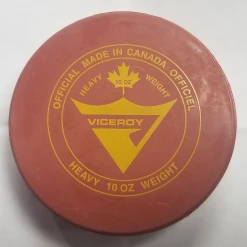 OFFICIAL MADE IN CANADA OFFICIEL
HEAVY 10 OZ WEIGHT
VICEROY
HEAVY 10 OZ WEIGHT